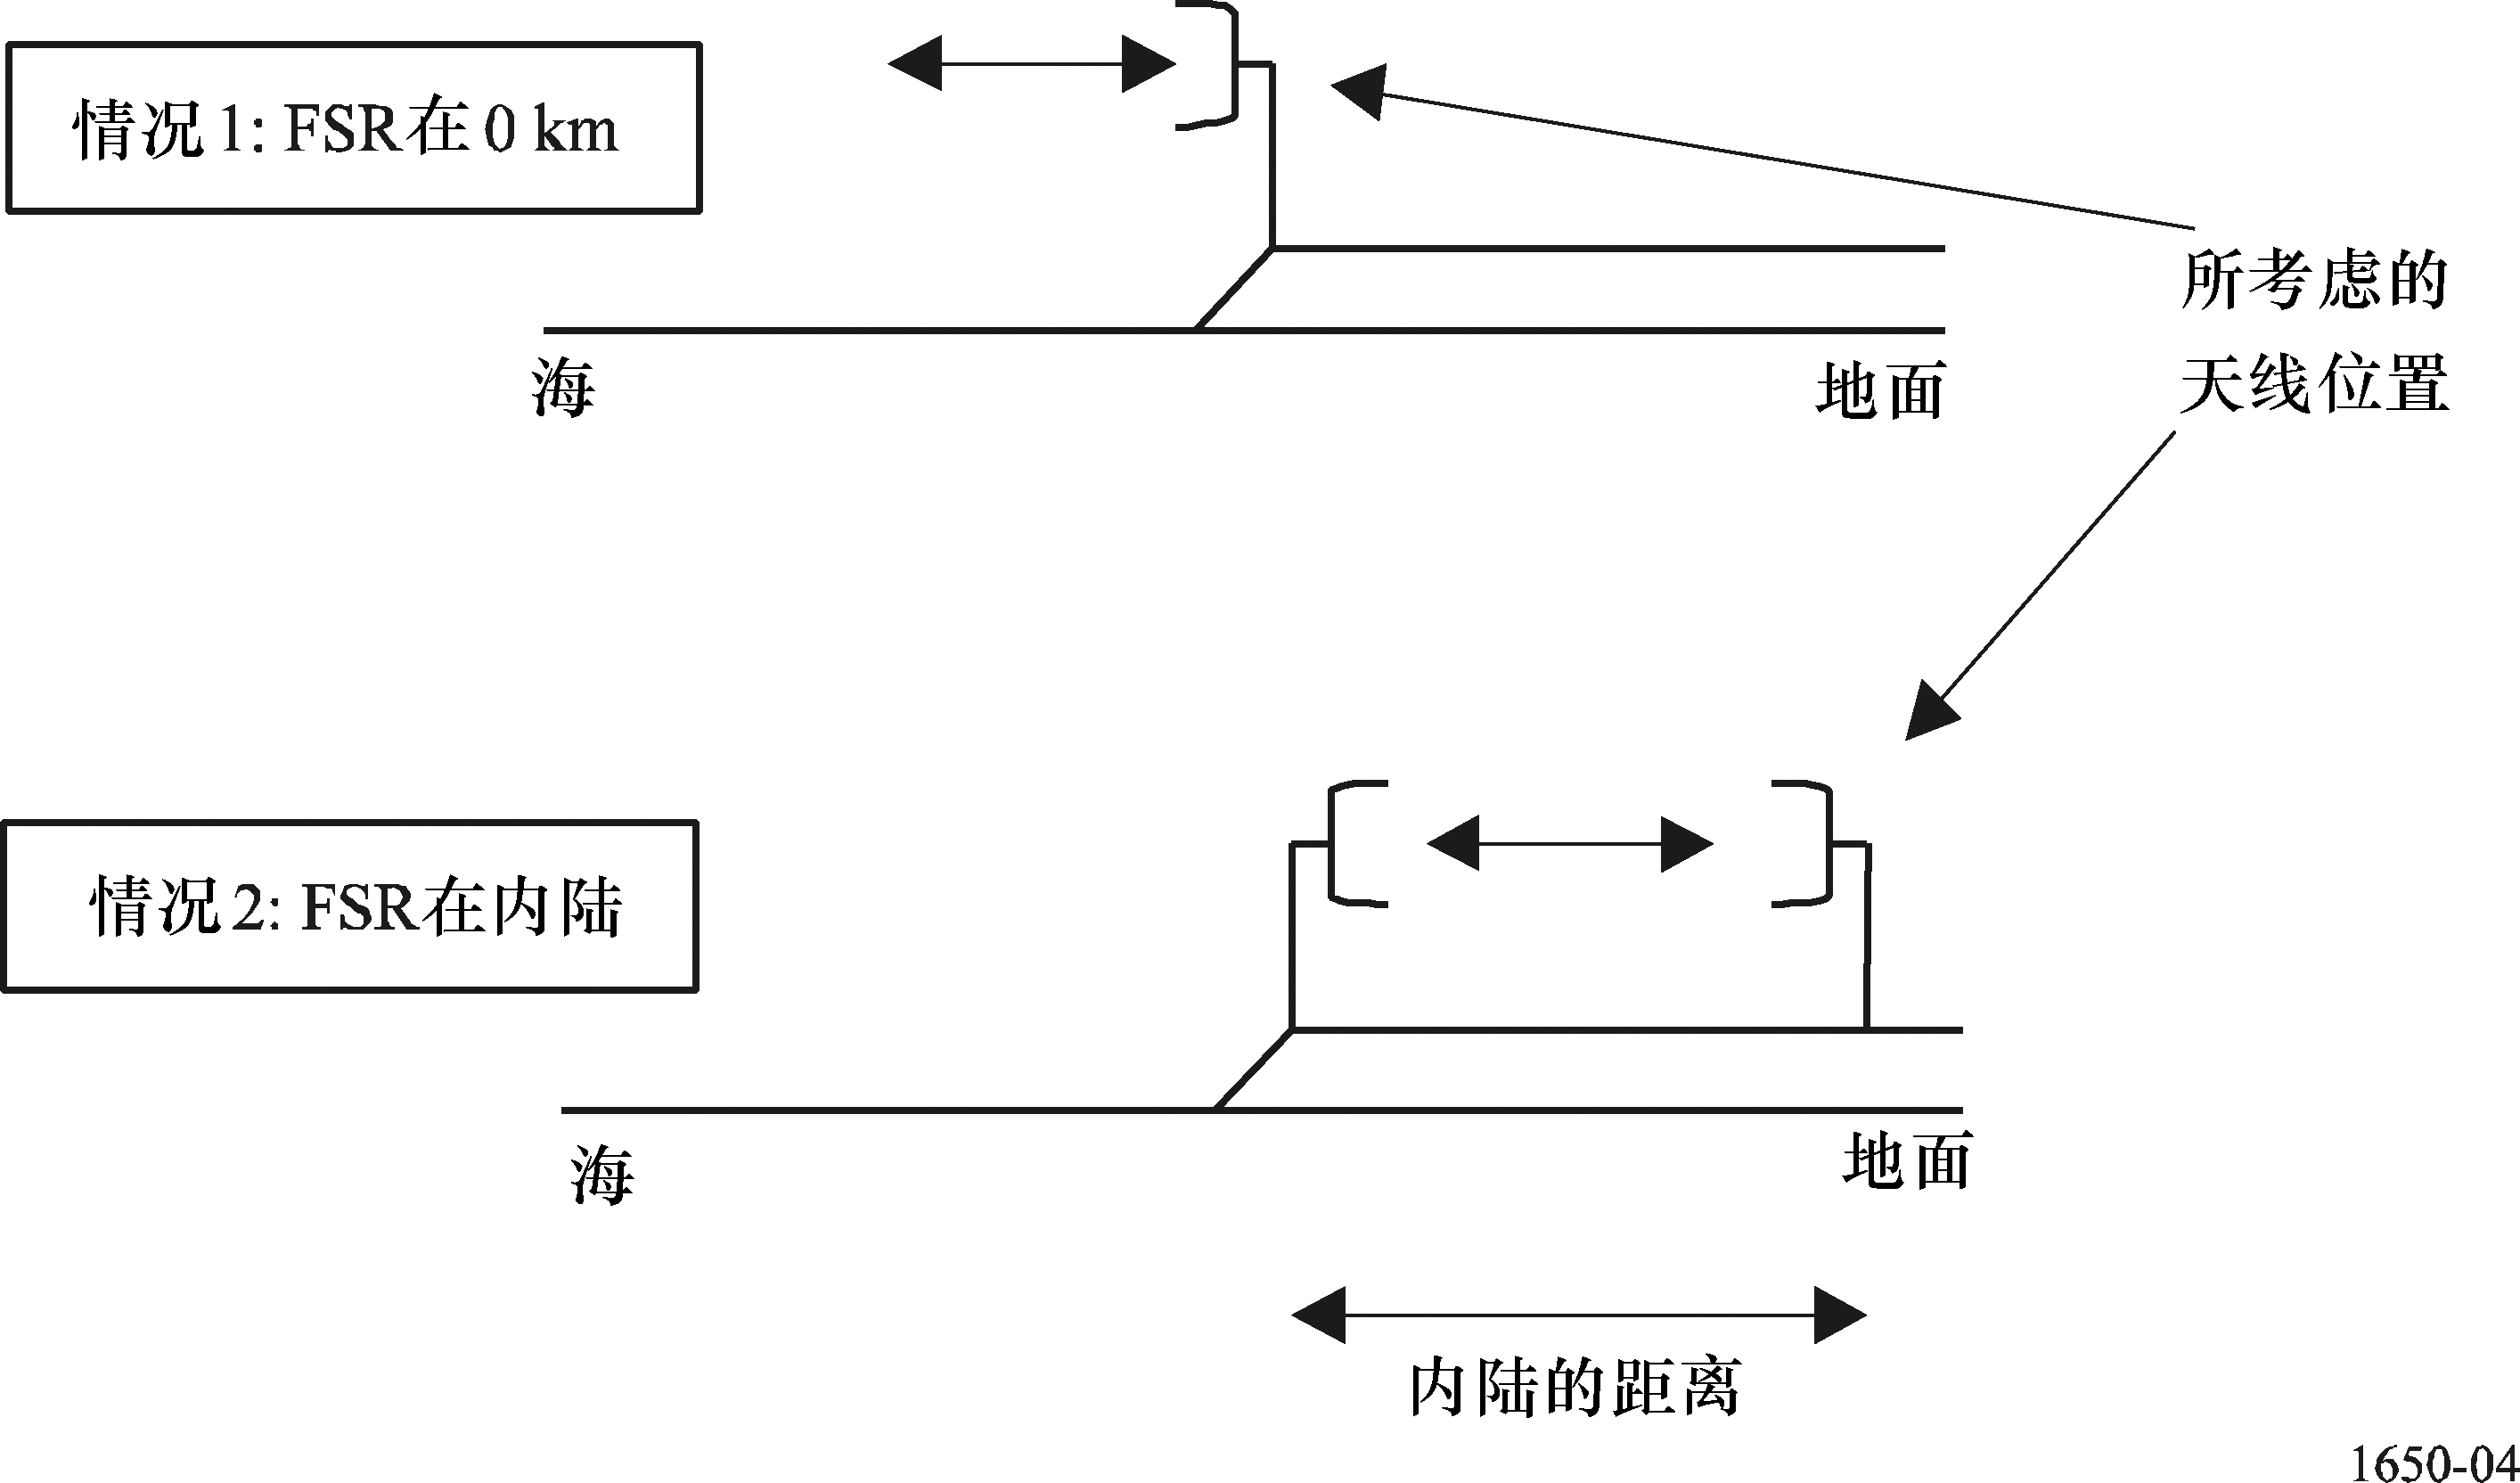 情况 1: FSR在 0 km
所考虑的
天线位置
海
地面
情况2: FSR在内陆
海
地面
内陆的距离
1650-04